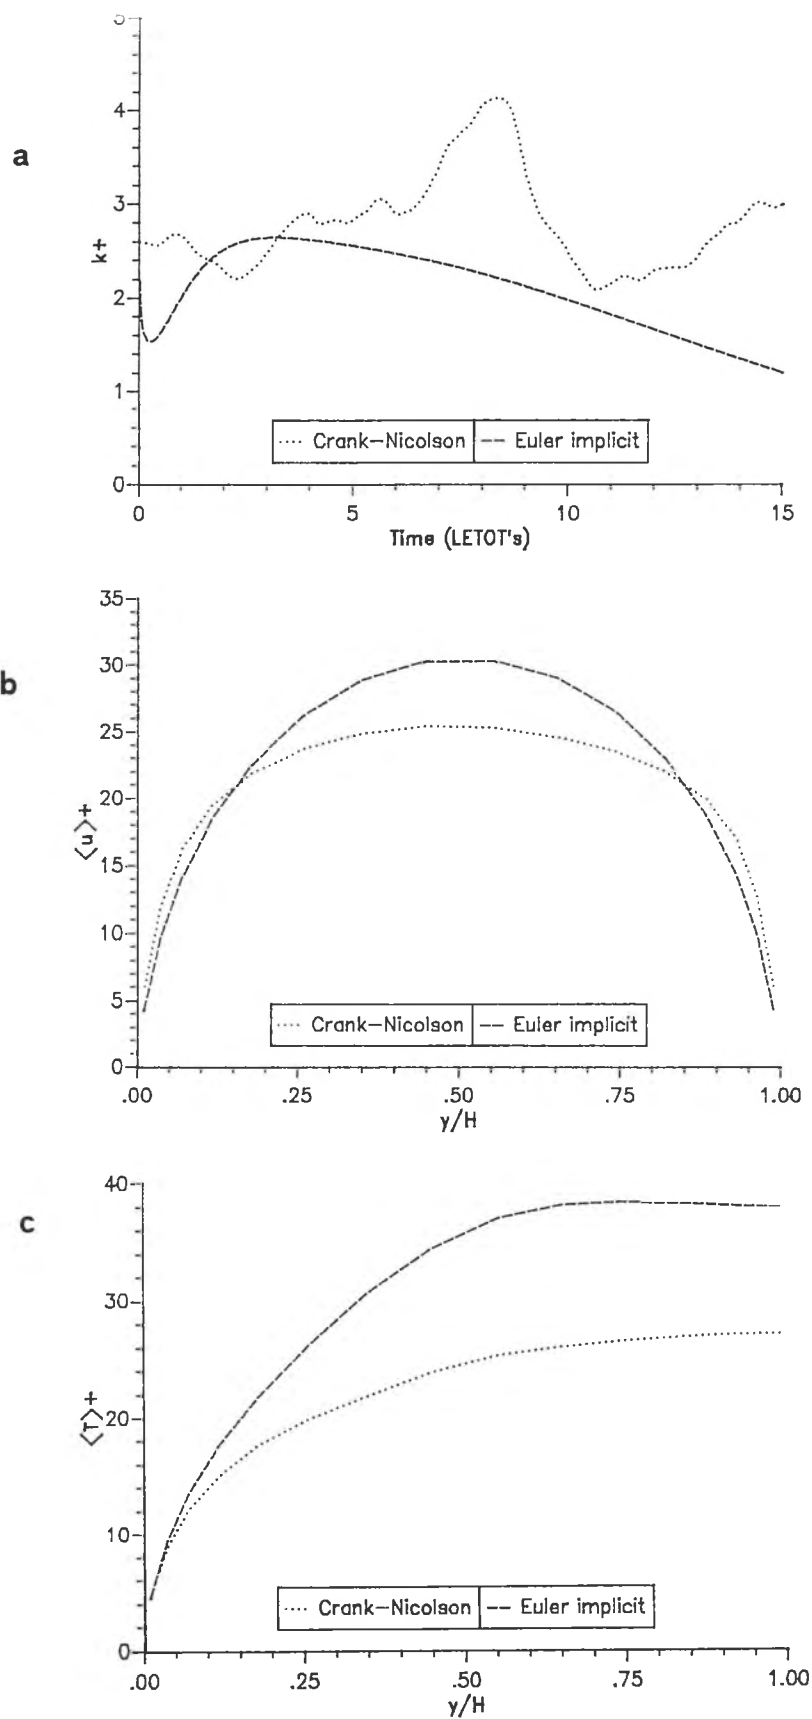 5
4
a
3
k+
2
1
···· Crank-Nicolson -- Euler implicit
0
0 5 10 15
Time (LETOT's)
35
30
b
25
20
⟨u⟩+
15
10
5
···· Crank-Nicolson -- Euler implicit
0
.00 .25 .50 .75 1.00
y/H
40
c
30
⟨T⟩+
20
10
···· Crank-Nicolson -- Euler implicit
0
.00 .25 .50 .75 1.00
y/H